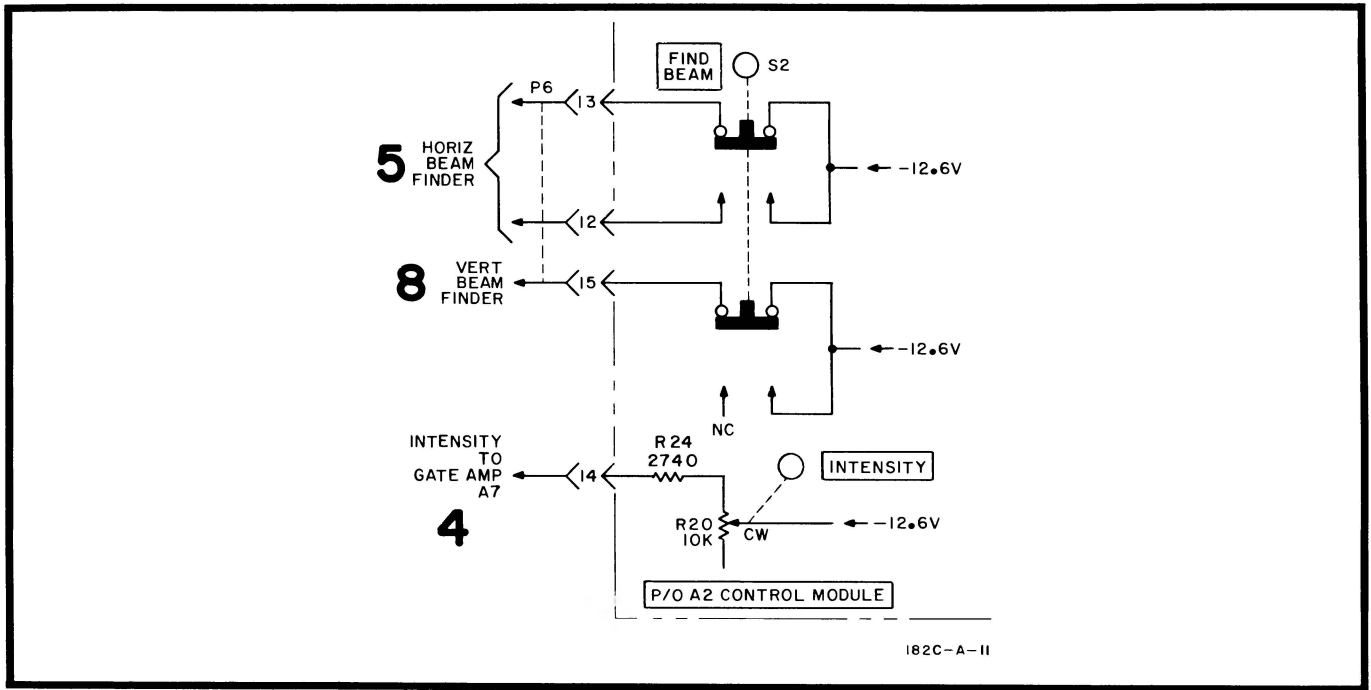 FIND
BEAM
S2
P6
13
5
HORIZ
BEAM
FINDER
-12.6V
12
8
VERT
BEAM
FINDER
15
-12.6V
NC
INTENSITY
TO
GATE AMP
A7
4
14
R24
2740
INTENSITY
R20
10K
CW
-12.6V
P/O A2 CONTROL MODULE
182C-A-11